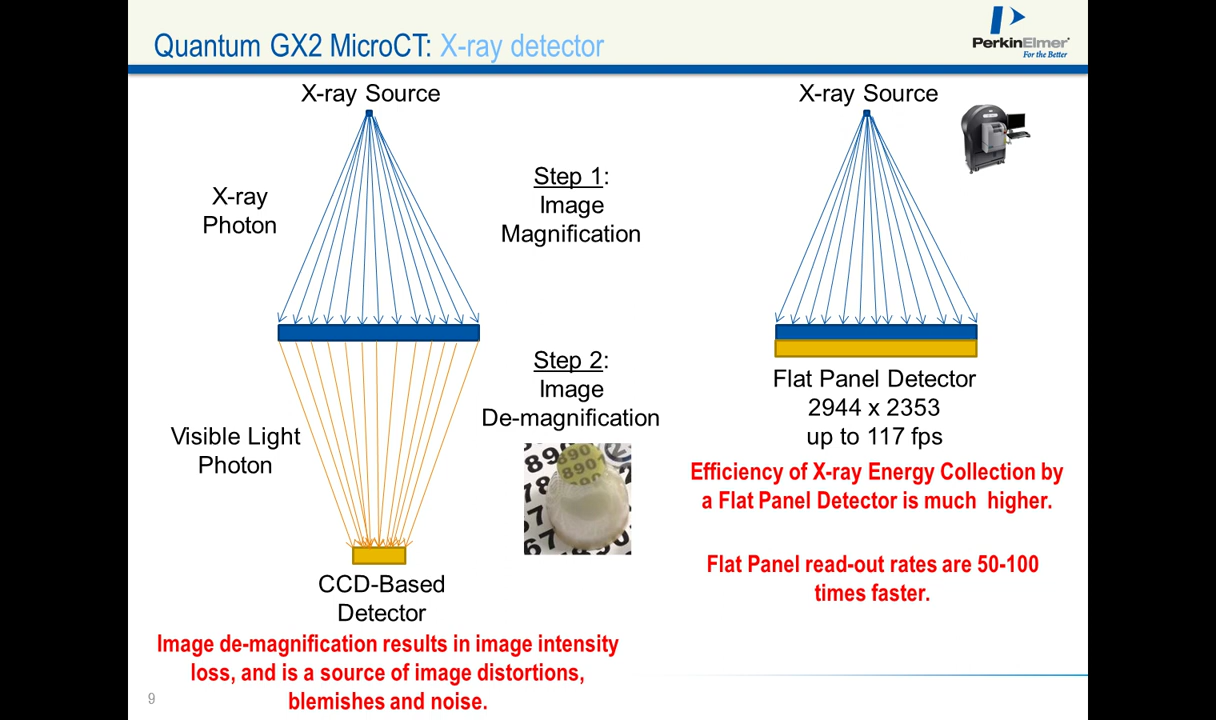 Quantum GX2 MicroCT: X-ray detector
PerkinElmer
For the Better
X-ray Source
X-ray
Photon
Step 1:
Image
Magnification
Step 2:
Image
De-magnification
Visible Light
Photon
CCD-Based
Detector
Image de-magnification results in image intensity
loss, and is a source of image distortions,
blemishes and noise.
X-ray Source
Flat Panel Detector
2944 x 2353
up to 117 fps
Efficiency of X-ray Energy Collection by
a Flat Panel Detector is much higher.
Flat Panel read-out rates are 50-100
times faster.
9